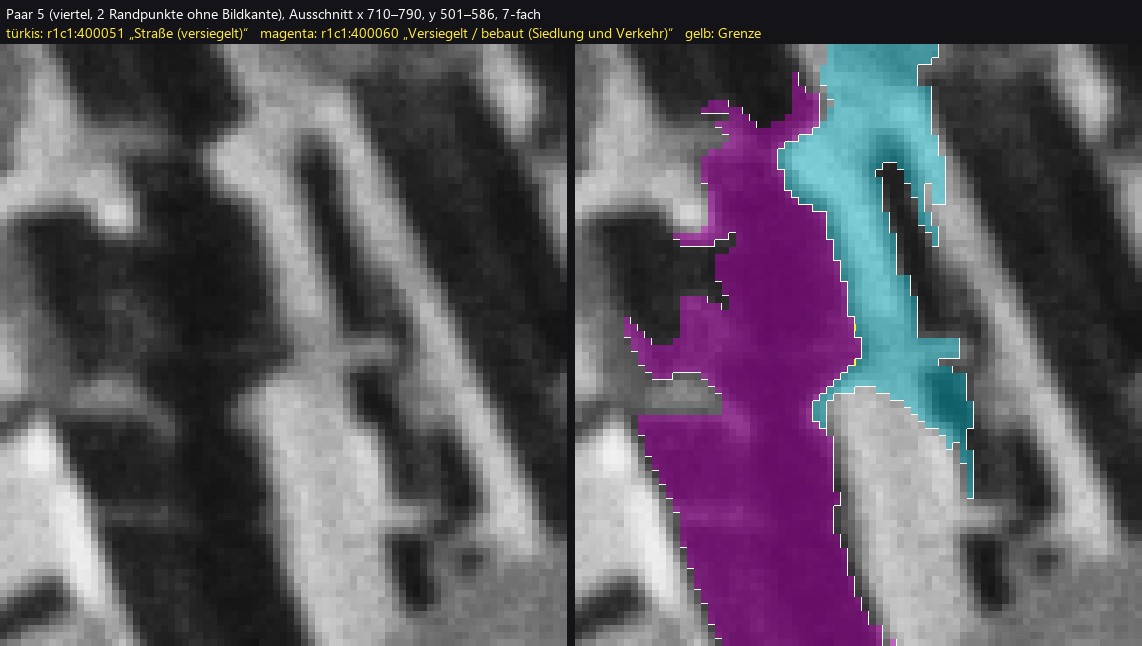 Paar 5 (viertel, 2 Randpunkte ohne Bildkante), Ausschnitt x 710–790, y 501–586, 7-fach
türkis: r1c1:400051 „Straße (versiegelt)“ magenta: r1c1:400060 „Versiegelt / bebaut (Siedlung und Verkehr)“ gelb: Grenze